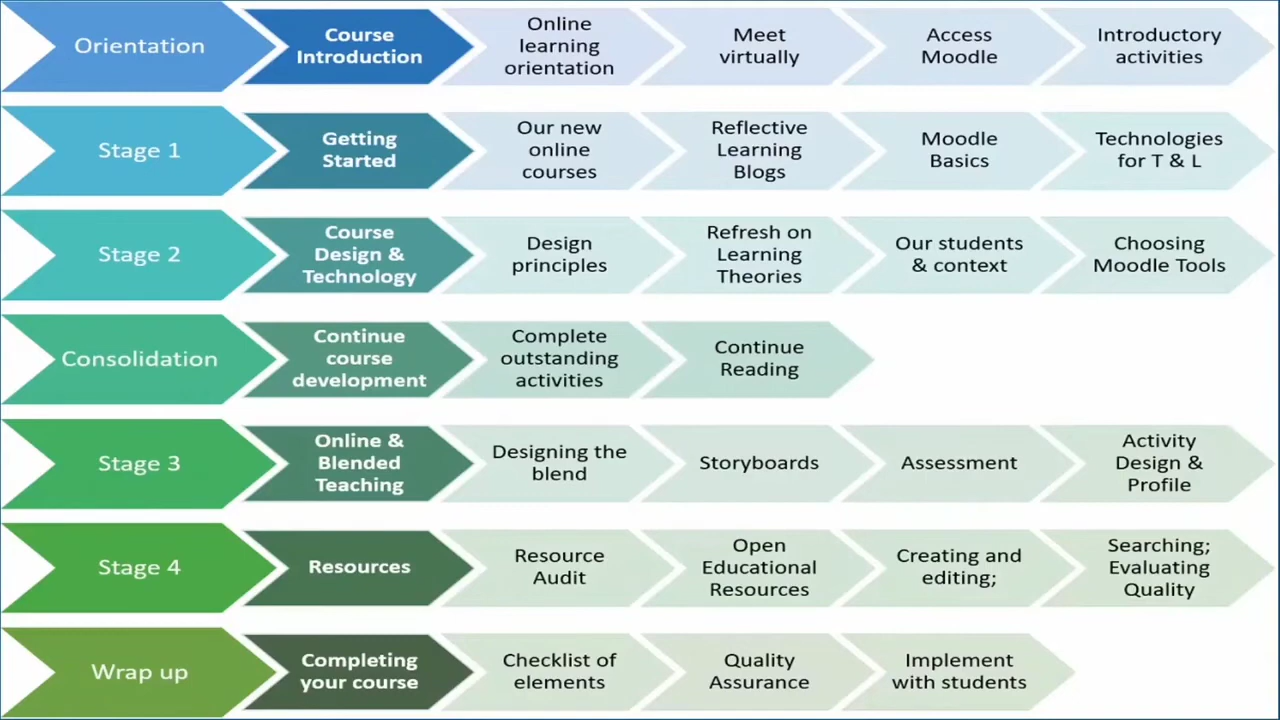 Orientation
Course
Introduction
Online
learning
orientation
Meet
virtually
Access
Moodle
Introductory
activities
Stage 1
Getting
Started
Our new
online
courses
Reflective
Learning
Blogs
Moodle
Basics
Technologies
for T & L
Stage 2
Course
Design &
Technology
Design
principles
Refresh on
Learning
Theories
Our students
& context
Choosing
Moodle Tools
Consolidation
Continue
course
development
Complete
outstanding
activities
Continue
Reading
Stage 3
Online &
Blended
Teaching
Designing the
blend
Storyboards
Assessment
Activity
Design &
Profile
Stage 4
Resources
Resource
Audit
Open
Educational
Resources
Creating and
editing;
Searching;
Evaluating
Quality
Wrap up
Completing
your course
Checklist of
elements
Quality
Assurance
Implement
with students